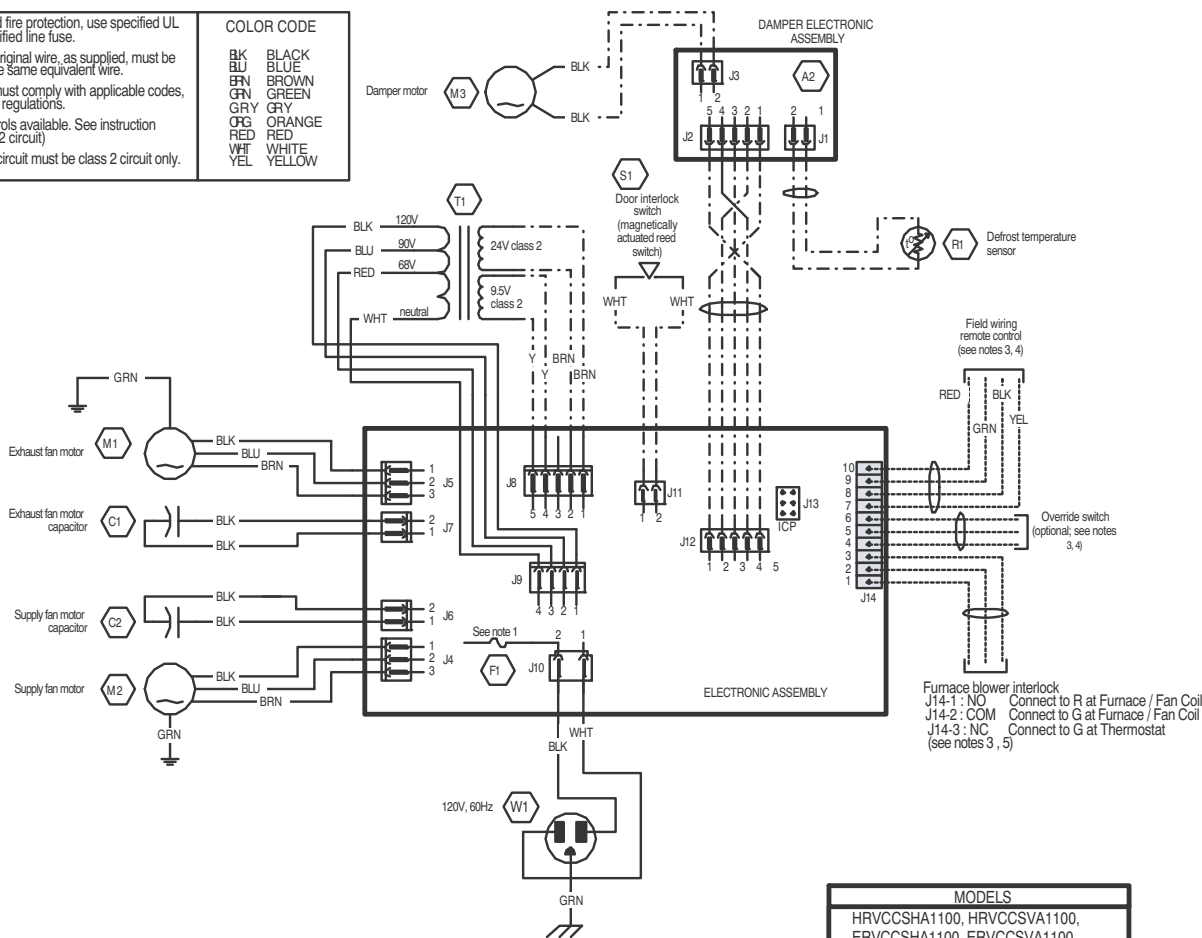 d fire protection, use specified UL
ified line fuse.
riginal wire, as supplied, must be
e same equivalent wire.
must comply with applicable codes,
regulations.
rols available. See instruction
2 circuit)
circuit must be class 2 circuit only.
COLOR CODE
BLK BLACK
BLU BLUE
BRN BROWN
GRN GREEN
GRY GRY
ORG ORANGE
RED RED
WHT WHITE
YEL YELLOW
DAMPER ELECTRONIC
ASSEMBLY
Damper motor
M3
BLK
BLK
J3
A2
1 2
5 4 3 2 1
2 1
J2
J1
S1
Door interlock
switch
(magnetically
actuated reed
switch)
WHT WHT
T1
BLK 120V
BLU 90V
RED 68V
WHT neutral
24V class 2
9.5V
class 2
Y BRN
Y BRN
t°
R1
Defrost temperature
sensor
Field wiring
remote control
(see notes 3, 4)
RED BLK
GRN YEL
GRN
Exhaust fan motor
M1
BLK
BLU
BRN
1
2 J5
3
Exhaust fan motor
capacitor
C1
BLK
BLK
2
1 J7
J8
5 4 3 2 1
J11
1 2
J13
ICP
J12
1 2 3 4 5
10
9
8
7
6
5
4
3
2
1
J14
Override switch
(optional; see notes
3, 4)
J9
4 3 2 1
Supply fan motor
capacitor
C2
BLK
BLK
2
1 J6
Supply fan motor
M2
BLK
BLU
BRN
1
2 J4
3
GRN
See note 1
F1
2 1
J10
ELECTRONIC ASSEMBLY
BLK WHT
120V, 60Hz
W1
GRN
Furnace blower interlock
J14-1 : NO Connect to R at Furnace / Fan Coil
J14-2 : COM Connect to G at Furnace / Fan Coil
J14-3 : NC Connect to G at Thermostat
(see notes 3 , 5)
MODELS
HRVCCSHA1100, HRVCCSVA1100,
ERVCCSHA1100, ERVCCSVA1100